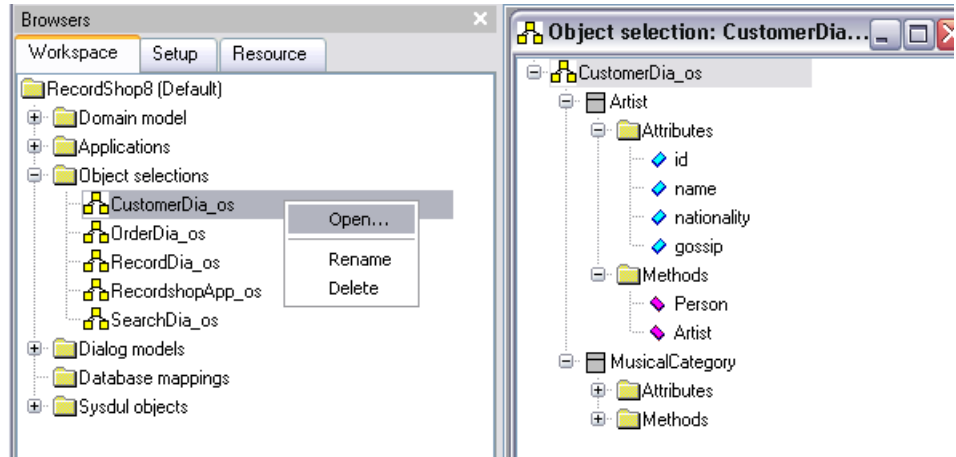 Browsers
Workspace
Setup
Resource
RecordShop8 (Default)
Domain model
Applications
Object selections
CustomerDia_os
OrderDia_os
RecordDia_os
RecordshopApp_os
SearchDia_os
Dialog models
Database mappings
Sysdul objects
Open...
Rename
Delete
Object selection: CustomerDia...
CustomerDia_os
Artist
Attributes
id
name
nationality
gossip
Methods
Person
Artist
MusicalCategory
Attributes
Methods